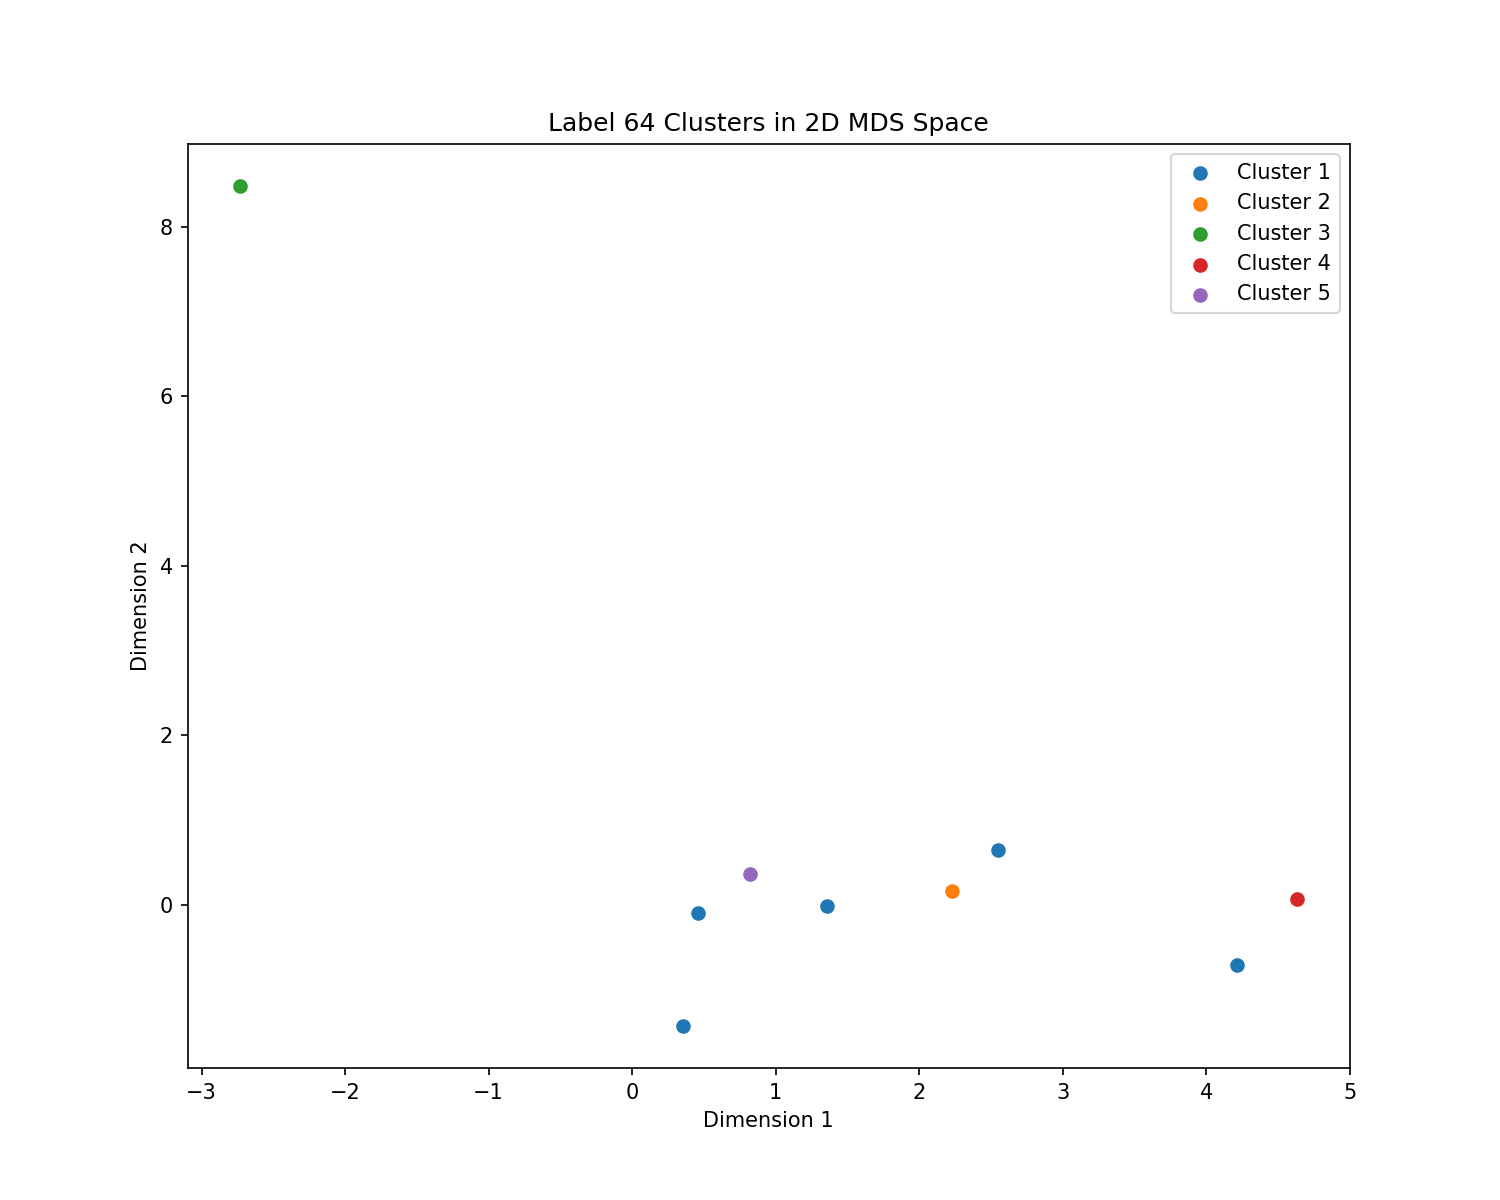 Label 64 Clusters in 2D MDS Space
Cluster 1
Cluster 2
Cluster 3
Cluster 4
Cluster 5
8
6
4
2
0
Dimension 2
−3
−2
−1
0
1
2
3
4
5
Dimension 1